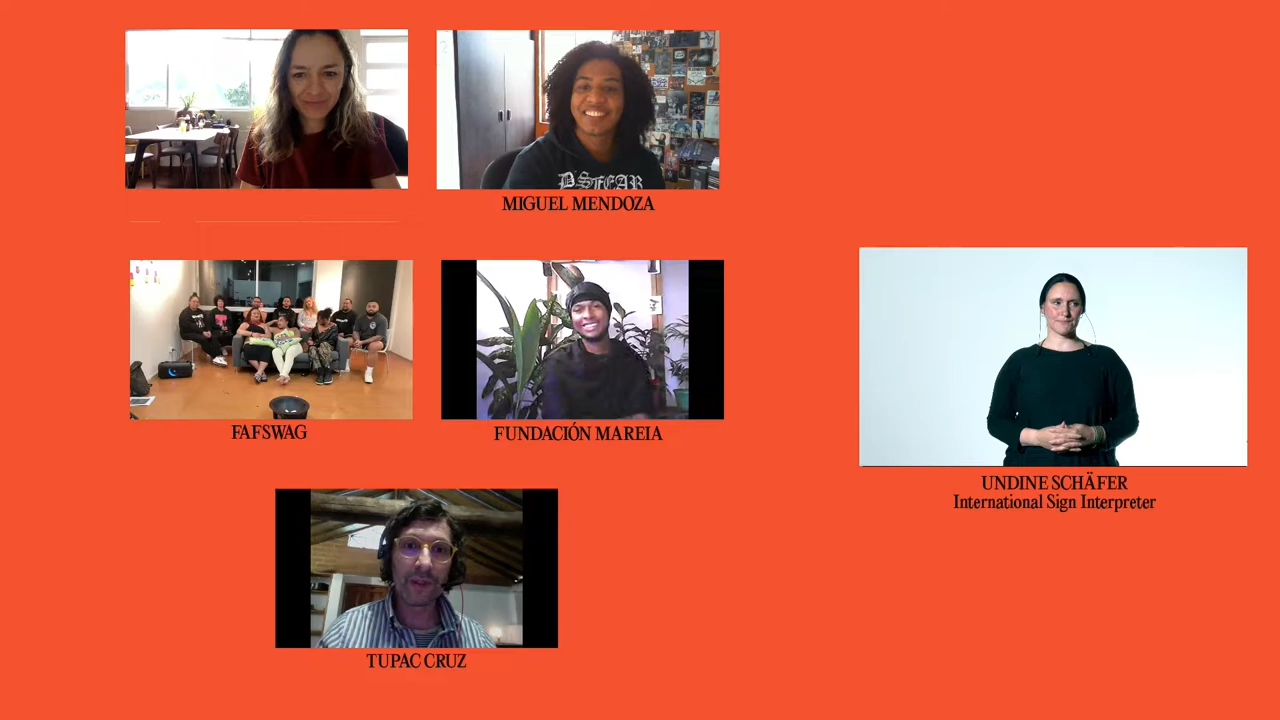 MIGUEL MENDOZA
FAFSWAG
FUNDACIÓN MAREIA
UNDINE SCHÄFER
International Sign Interpreter
TUPAC CRUZ